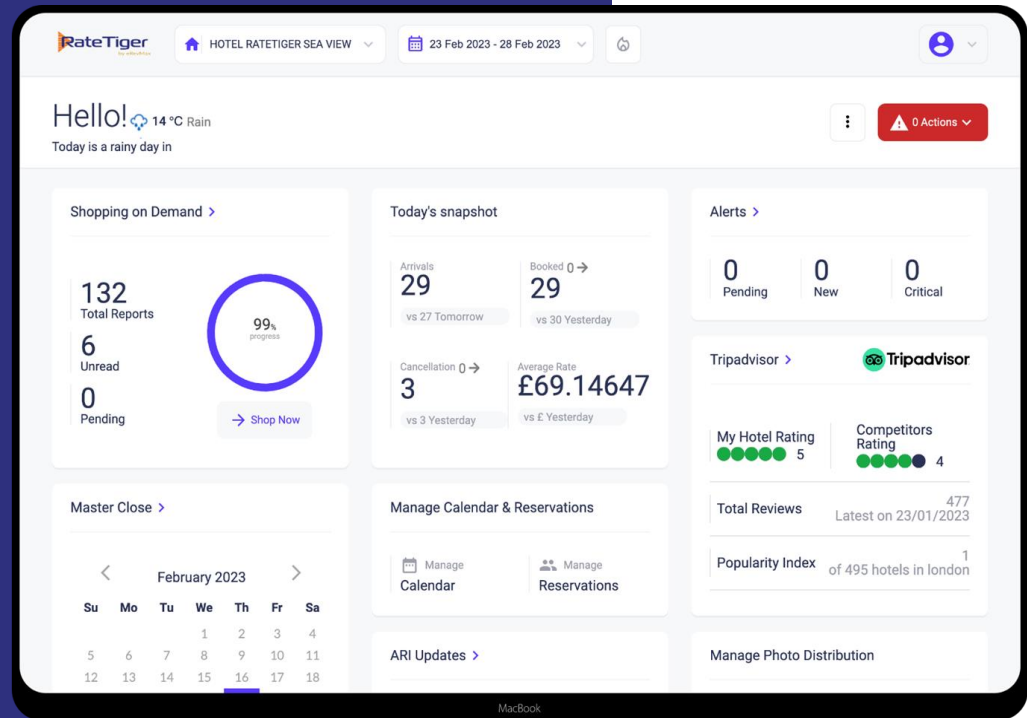 RateTiger
HOTEL RATETIGER SEA VIEW
23 Feb 2023 - 28 Feb 2023
Hello! 14 °C Rain
Today is a rainy day in
0 Actions
Shopping on Demand >
132
Total Reports
6
Unread
0
Pending
99%
progress
→ Shop Now
Today's snapshot
Arrivals
29
vs 27 Tomorrow
Booked 0 →
29
vs 30 Yesterday
Cancellation 0 →
3
vs 3 Yesterday
Average Rate
£69.14647
vs £ Yesterday
Alerts >
0
Pending
0
New
0
Critical
Tripadvisor >
Tripadvisor
My Hotel Rating
5
Competitors
Rating
4
Total Reviews
477
Latest on 23/01/2023
Popularity Index
1
of 495 hotels in london
Master Close >
February 2023
Su Mo Tu We Th Fr Sa
1 2 3 4
5 6 7 8 9 10 11
12 13 14 15 16 17 18
Manage Calendar & Reservations
Manage
Calendar
Manage
Reservations
ARI Updates >
Manage Photo Distribution
MacBook